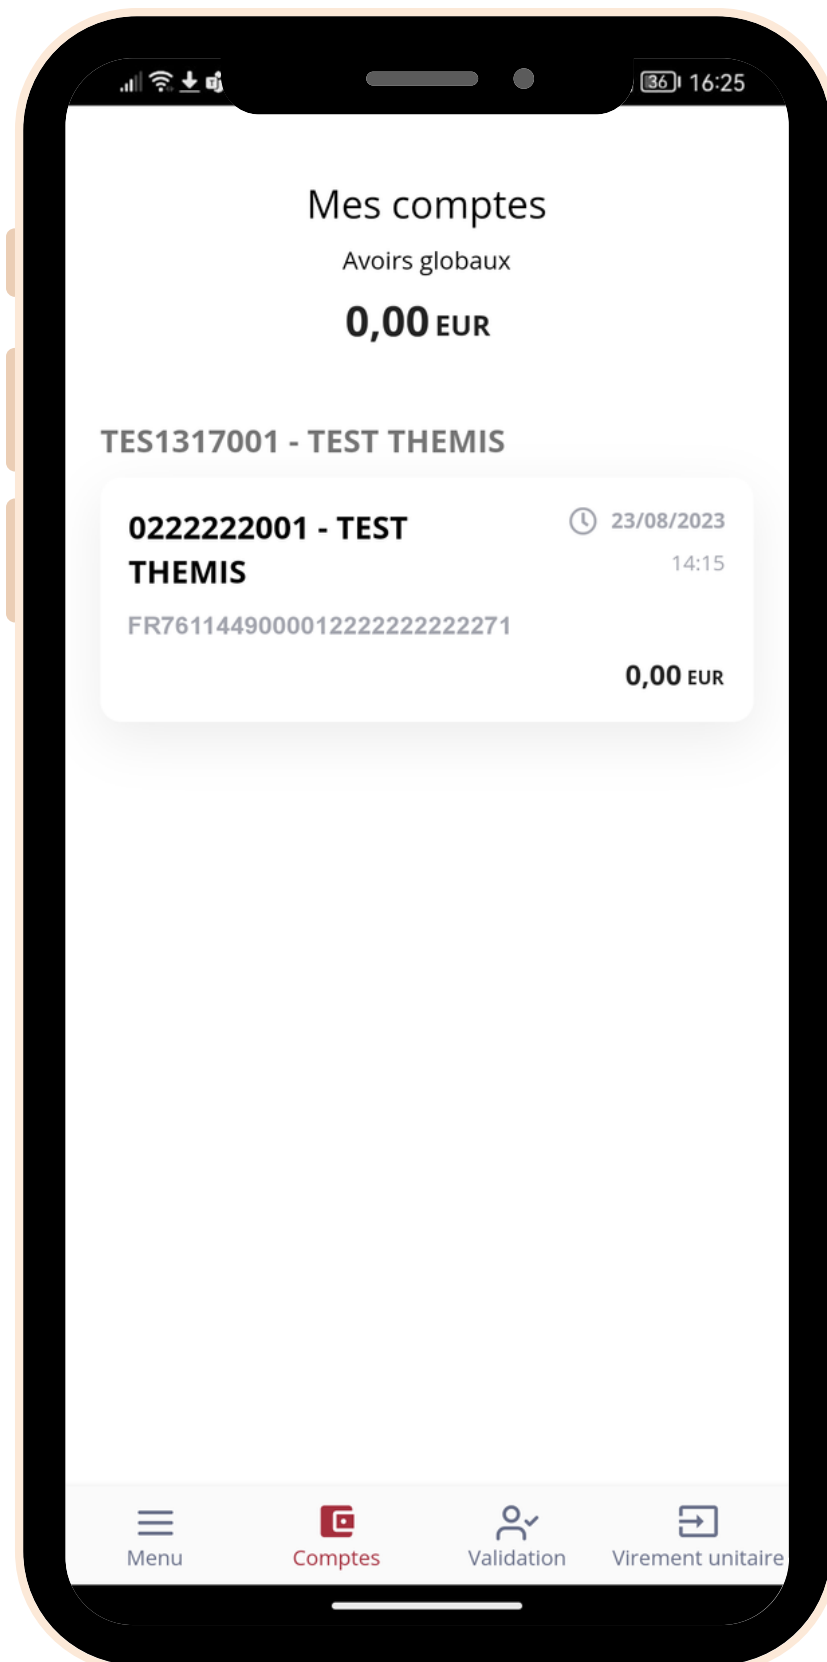 36 16:25
Mes comptes
Avoirs globaux
0,00 EUR
TES1317001 - TEST THEMIS
0222222001 - TEST
THEMIS
23/08/2023
14:15
FR7611449000012222222222271
0,00 EUR
Menu
Comptes
Validation
Virement unitaire